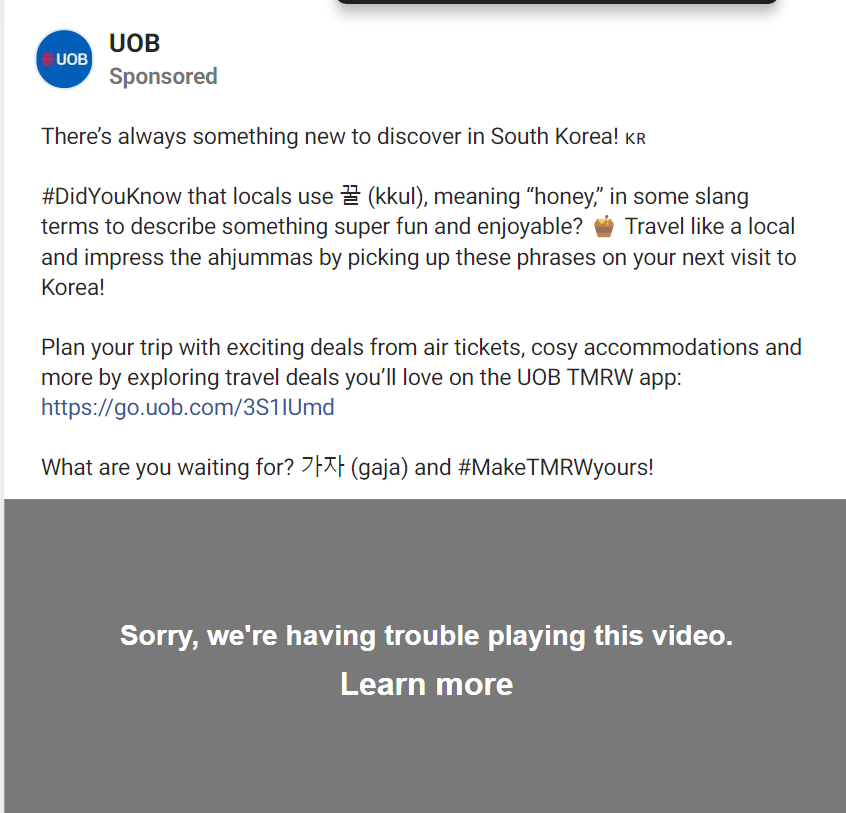 UOB
UOB
Sponsored
There’s always something new to discover in South Korea! KR
#DidYouKnow that locals use 꿀 (kkul), meaning “honey,” in some slang
terms to describe something super fun and enjoyable? 🍯 Travel like a local
and impress the ahjummas by picking up these phrases on your next visit to
Korea!
Plan your trip with exciting deals from air tickets, cosy accommodations and
more by exploring travel deals you’ll love on the UOB TMRW app:
https://go.uob.com/3S1IUmd
What are you waiting for? 가자 (gaja) and #MakeTMRWyours!
Sorry, we're having trouble playing this video.
Learn more